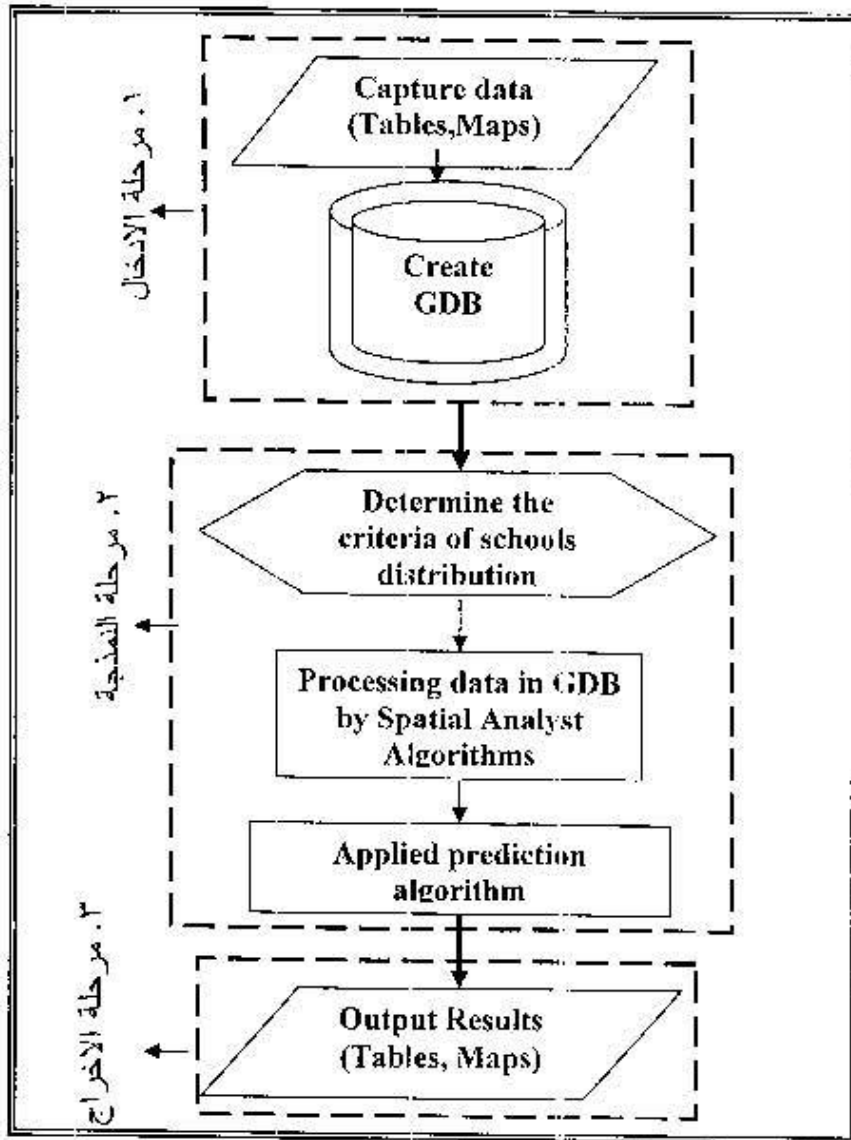 Capture data
(Tables,Maps)
Create
GDB
١. مرحلة الادخال
Determine the
criteria of schools
distribution
Processing data in GDB
by Spatial Analyst
Algorithms
Applied prediction
algorithm
٢. مرحلة النمذجة
Output Results
(Tables, Maps)
٣. مرحلة الاخراج